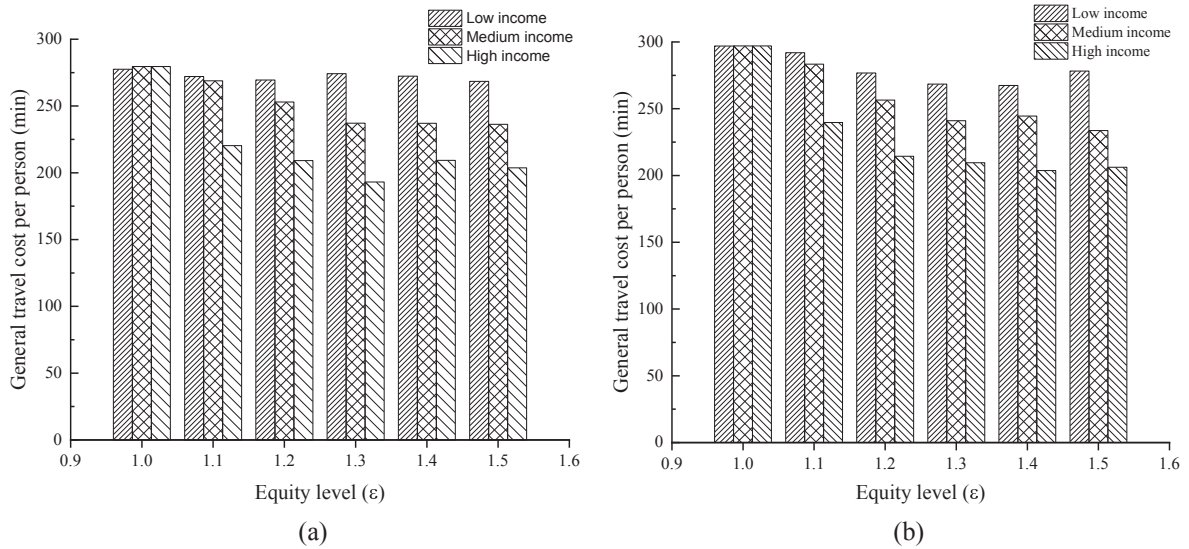 Low income
Medium income
High income
300
250
200
150
100
50
0
General travel cost per person (min)
0.9 1.0 1.1 1.2 1.3 1.4 1.5 1.6
Equity level (ε)
(a)
Low income
Medium income
High income
300
250
200
150
100
50
0
General travel cost per person (min)
0.9 1.0 1.1 1.2 1.3 1.4 1.5 1.6
Equity level (ε)
(b)